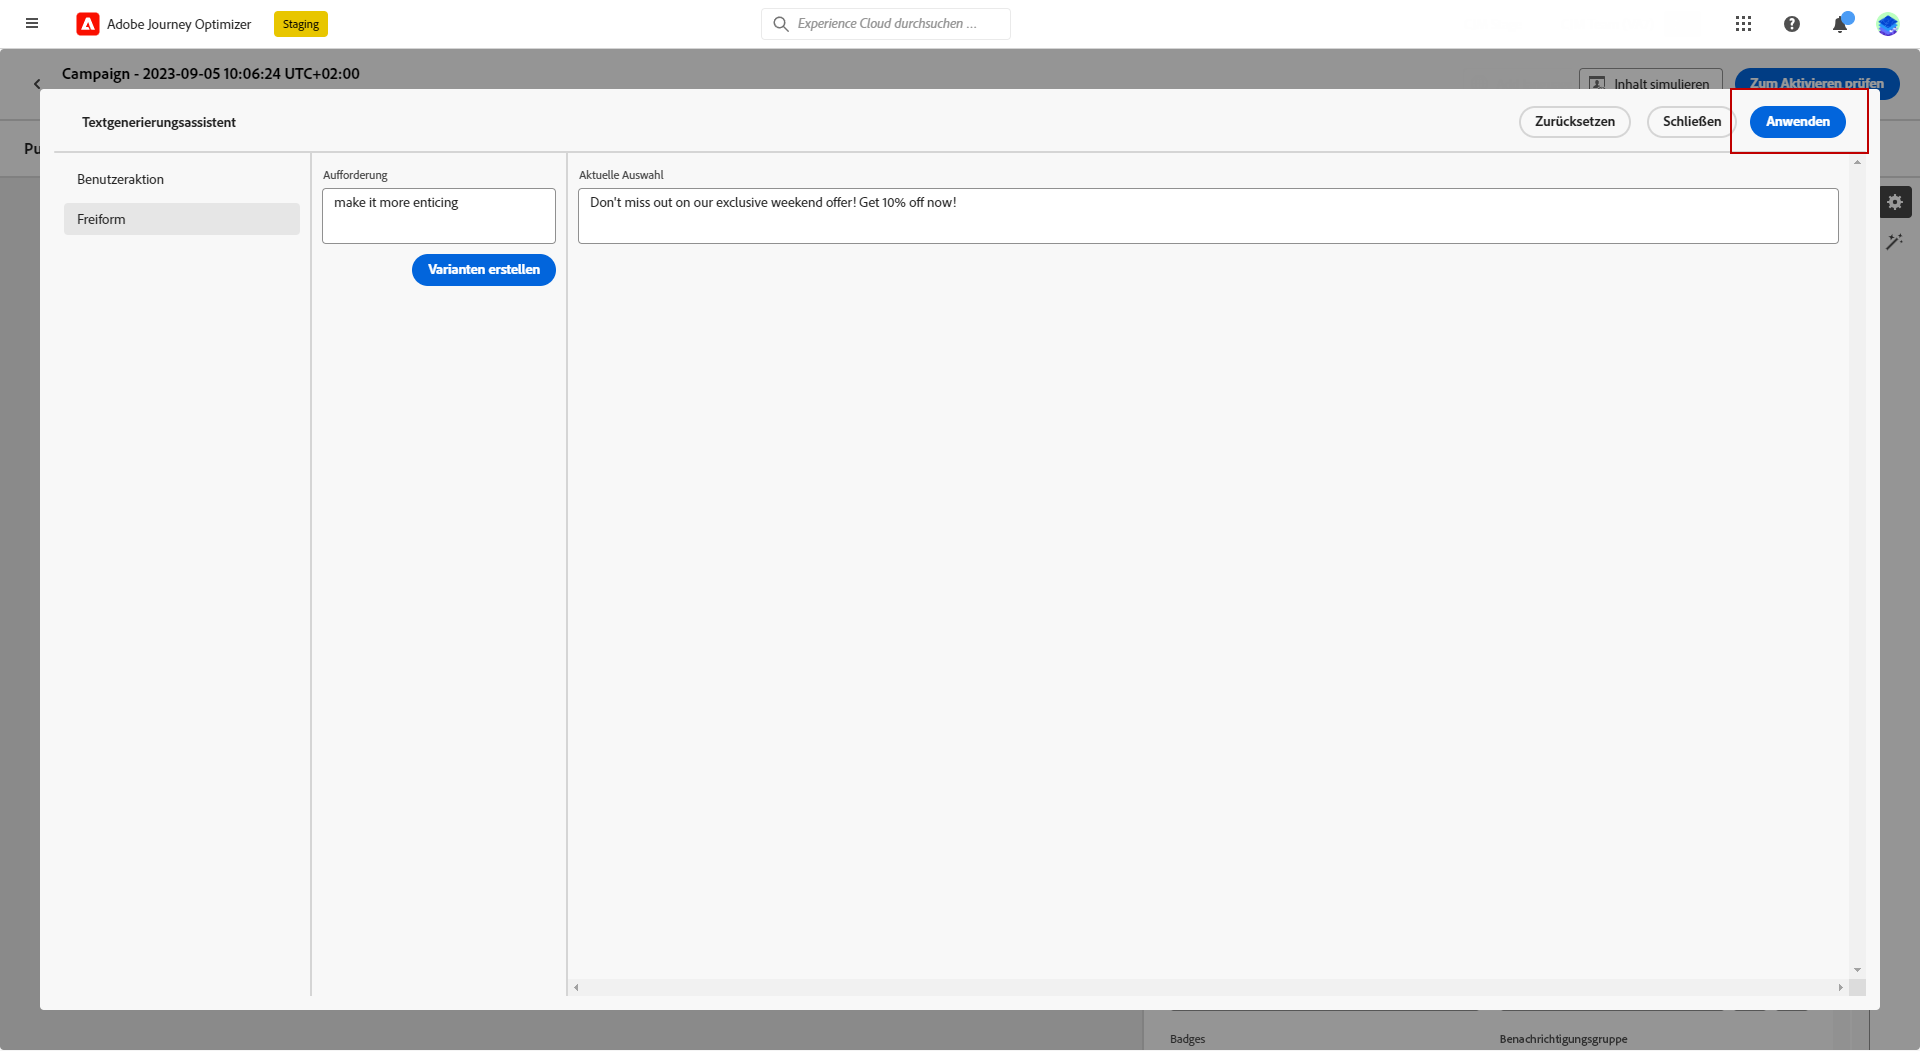 Adobe Journey Optimizer
Staging
Experience Cloud durchsuchen ...
Campaign - 2023-09-05 10:06:24 UTC+02:00
Inhalt simulieren
Zum Aktivieren prüfen
Pu
Textgenerierungsassistent
Zurücksetzen
Schließen
Anwenden
Benutzeraktion
Freiform
Aufforderung
make it more enticing
Varianten erstellen
Aktuelle Auswahl
Don't miss out on our exclusive weekend offer! Get 10% off now!
Badges
Benachrichtigungsgruppe